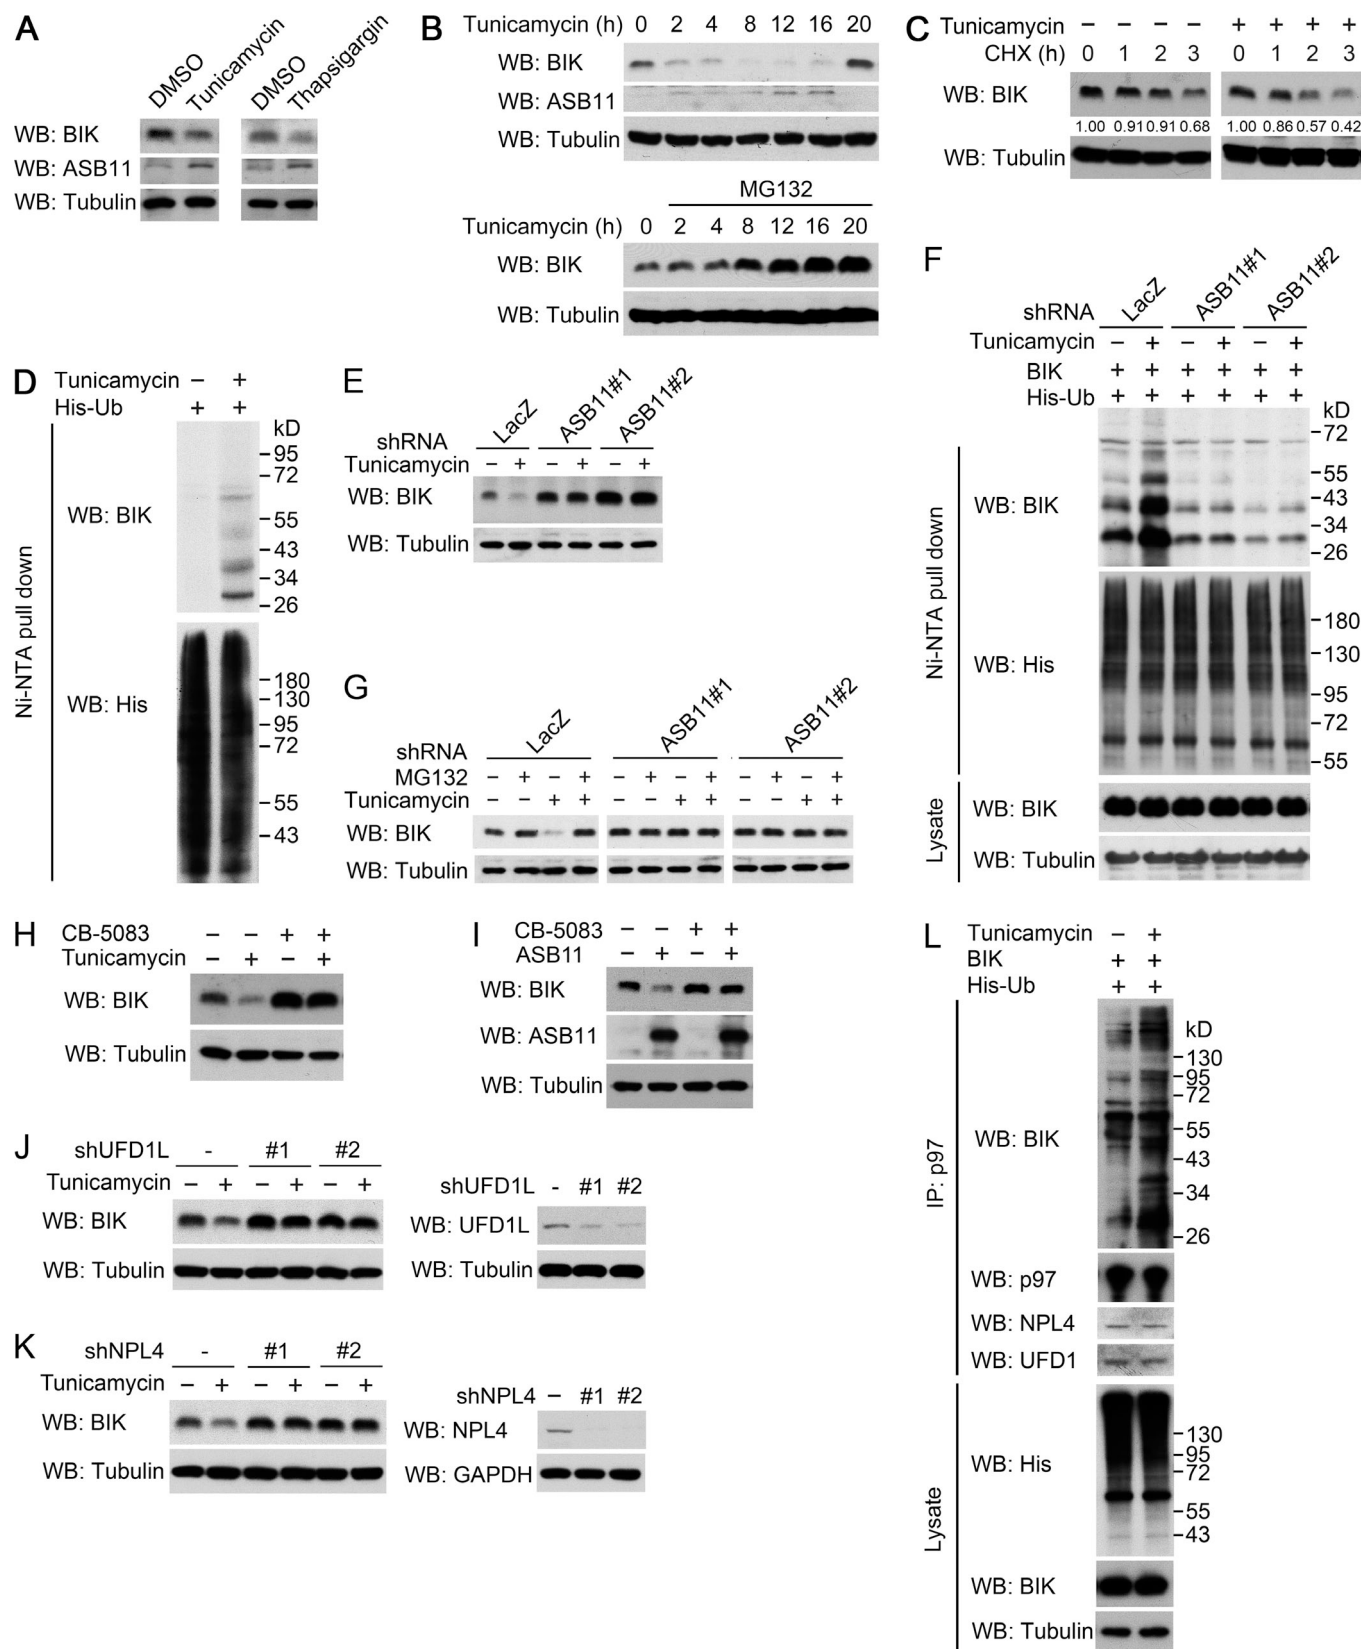 A
DMSO
Tunicamycin
DMSO
Thapsigargin
WB: BIK
WB: ASB11
WB: Tubulin
B
Tunicamycin (h) 0 2 4 8 12 16 20
WB: BIK
WB: ASB11
WB: Tubulin
MG132
Tunicamycin (h) 0 2 4 8 12 16 20
WB: BIK
WB: Tubulin
C
Tunicamycin – – – – + + + +
CHX (h) 0 1 2 3 0 1 2 3
WB: BIK
1.00 0.91 0.91 0.68 1.00 0.86 0.57 0.42
WB: Tubulin
D
Tunicamycin – +
His-Ub + +
kD
95
72
55
43
34
26
WB: BIK
Ni-NTA pull down
180
130
95
72
55
43
WB: His
E
shRNA LacZ ASB11#1 ASB11#2
Tunicamycin – + – + – +
WB: BIK
WB: Tubulin
F
shRNA LacZ ASB11#1 ASB11#2
Tunicamycin – + – + – +
BIK + + + + + +
His-Ub + + + + + +
kD
72
55
43
34
26
WB: BIK
Ni-NTA pull down
180
130
95
72
55
WB: His
Lysate
WB: BIK
WB: Tubulin
G
shRNA LacZ ASB11#1 ASB11#2
MG132 – + – + – + – + – + – +
Tunicamycin – – + + – – + + – – + +
WB: BIK
WB: Tubulin
H
CB-5083 – – + +
Tunicamycin – + – +
WB: BIK
WB: Tubulin
I
CB-5083 – – + +
ASB11 – + – +
WB: BIK
WB: ASB11
WB: Tubulin
J
shUFD1L - #1 #2
Tunicamycin – + – + – +
WB: BIK
WB: Tubulin
shUFD1L - #1 #2
WB: UFD1L
WB: Tubulin
K
shNPL4 - #1 #2
Tunicamycin – + – + – +
WB: BIK
WB: Tubulin
shNPL4 – #1 #2
WB: NPL4
WB: GAPDH
L
Tunicamycin – +
BIK + +
His-Ub + +
kD
130
95
72
55
43
34
26
WB: BIK
IP: p97
WB: p97
WB: NPL4
WB: UFD1
130
95
72
55
43
WB: His
Lysate
WB: BIK
WB: Tubulin